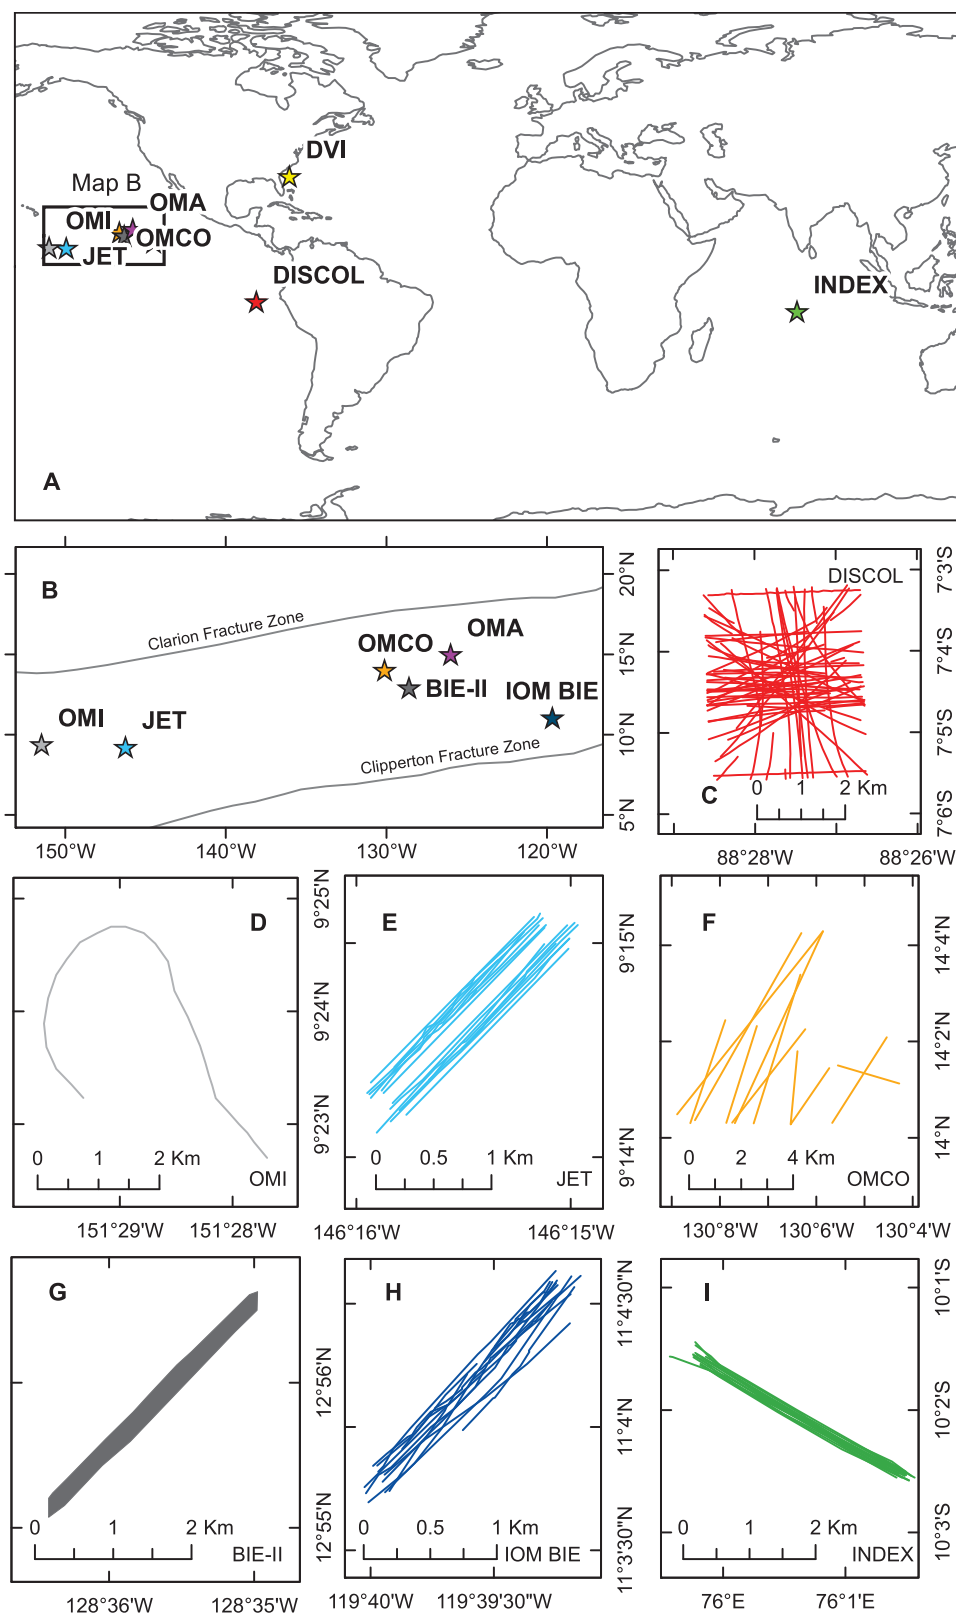 DVI
Map B
OMA
OMI
OMCO
JET
DISCOL
INDEX
A
B
Clarion Fracture Zone
OMCO
OMA
BIE-II
IOM BIE
OMI
JET
Clipperton Fracture Zone
20°N
15°N
10°N
5°N
150°W
140°W
130°W
120°W
DISCOL
C
0
1
2 Km
7°3'S
7°4'S
7°5'S
7°6'S
88°28'W
88°26'W
D
0
1
2 Km
OMI
9°25'N
9°24'N
9°23'N
151°29'W
151°28'W
E
0
0.5
1 Km
JET
9°15'N
9°14'N
146°16'W
146°15'W
F
0
2
4 Km
OMCO
14°4'N
14°2'N
14°N
130°8'W
130°6'W
130°4'W
G
0
1
2 Km
BIE-II
12°56'N
12°55'N
128°36'W
128°35'W
H
0
0.5
1 Km
IOM BIE
11°4'30"N
11°4'N
11°3'30"N
119°40'W
119°39'30"W
I
0
1
2 Km
INDEX
10°1'S
10°2'S
10°3'S
76°E
76°1'E